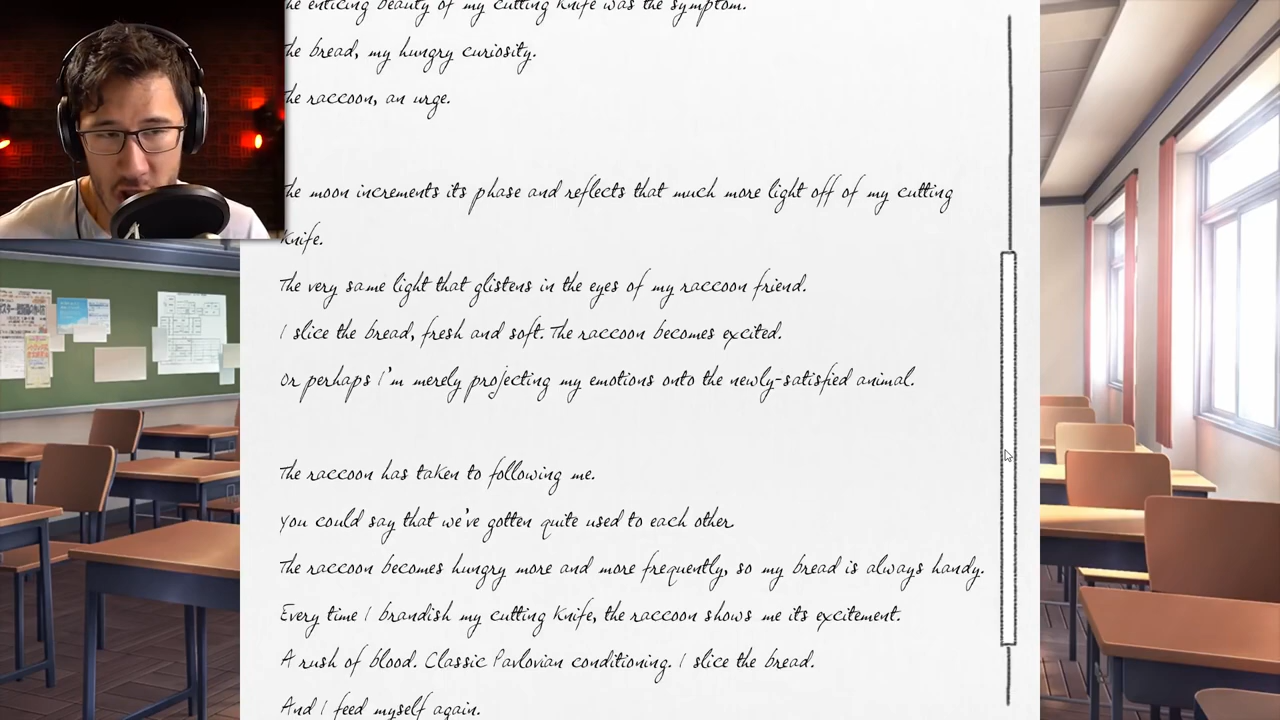 the enticing beauty of my cutting knife was the symptom.
he bread, my hungry curiosity.
he raccoon, an urge.
he moon increments its phase and reflects that much more light off of my cutting
knife.
The very same light that glistens in the eyes of my raccoon friend.
I slice the bread, fresh and soft. The raccoon becomes excited.
Or perhaps I'm merely projecting my emotions onto the newly-satisfied animal.
The raccoon has taken to following me.
You could say that we've gotten quite used to each other
The raccoon becomes hungry more and more frequently, so my bread is always handy.
Every time I brandish my cutting knife, the raccoon shows me its excitement.
A rush of blood. Classic Pavlovian conditioning. I slice the bread.
And I feed myself again.